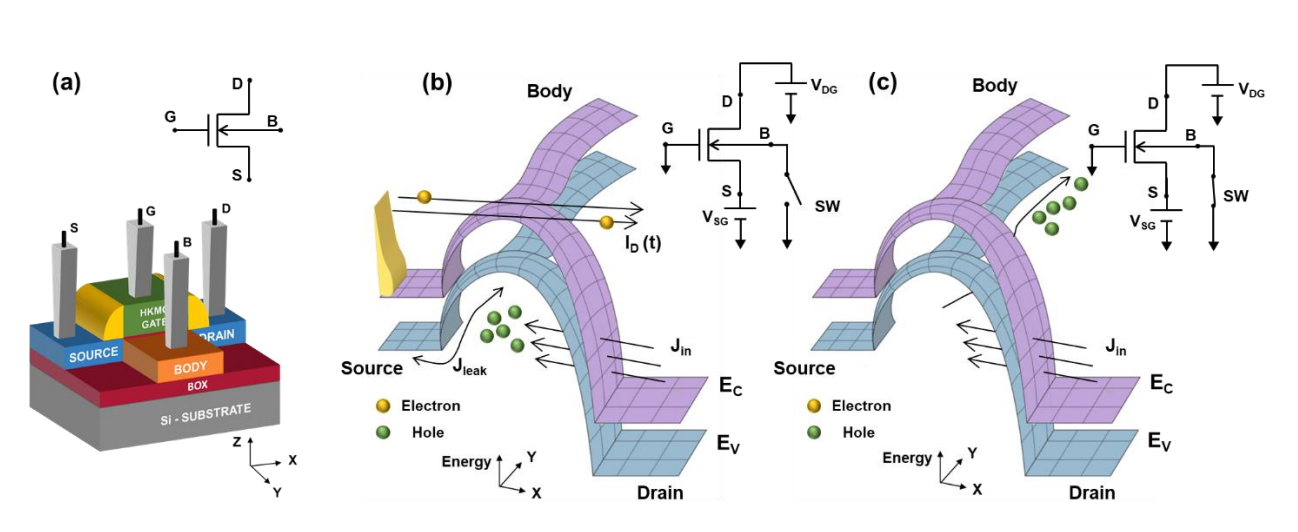 (a)
D
G
B
S
S
G
D
B
HKMG
GATE
SOURCE
DRAIN
BODY
BOX
Si - SUBSTRATE
Z
X
Y
(b)
Body
D
V_DG
G
B
S
V_SG
SW
I_D (t)
J_in
J_leak
Source
E_C
Electron
Hole
E_V
Energy
Y
X
Drain
(c)
Body
D
V_DG
G
B
S
V_SG
SW
J_in
Source
E_C
Electron
Hole
E_V
Energy
Y
X
Drain